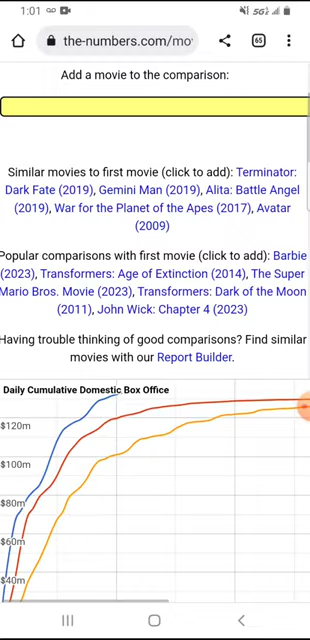 1:01
5G
the-numbers.com/mo
65
Add a movie to the comparison:
Similar movies to first movie (click to add): Terminator:
Dark Fate (2019), Gemini Man (2019), Alita: Battle Angel
(2019), War for the Planet of the Apes (2017), Avatar
(2009)
Popular comparisons with first movie (click to add): Barbie
(2023), Transformers: Age of Extinction (2014), The Super
Mario Bros. Movie (2023), Transformers: Dark of the Moon
(2011), John Wick: Chapter 4 (2023)
Having trouble thinking of good comparisons? Find similar
movies with our Report Builder.
Daily Cumulative Domestic Box Office
$120m
$100m
$80m
$60m
$40m